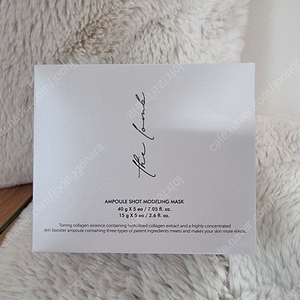 the lomb
AMPOULE SHOT MODELING MASK
40 g X 5 ea / 7.05 fl. oz.
15 g X 5 ea / 2.6 fl. oz.
Toning collagen essence containing hydrolized collagen extract and a highly concentrated
skin booster ampoule containing three types of patent ingredients meets and makes your skin more elastic.